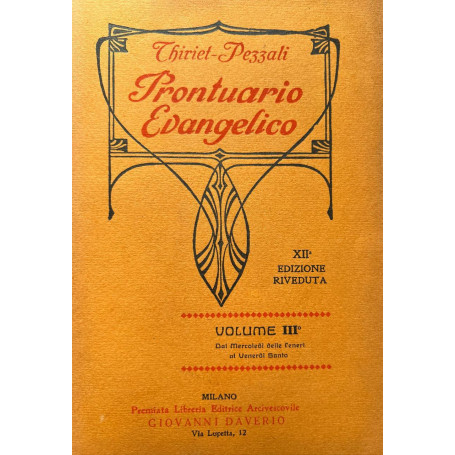 Thiriet-Pezzali
Prontuario
Evangelico
XIIª
EDIZIONE
RIVEDUTA
VOLUME IIIº
Dal Mercoledì delle Ceneri
al Venerdì Santo
MILANO
Premiata Libreria Editrice Arcivescovile
GIOVANNI DAVERIO
Via Lupetta, 12